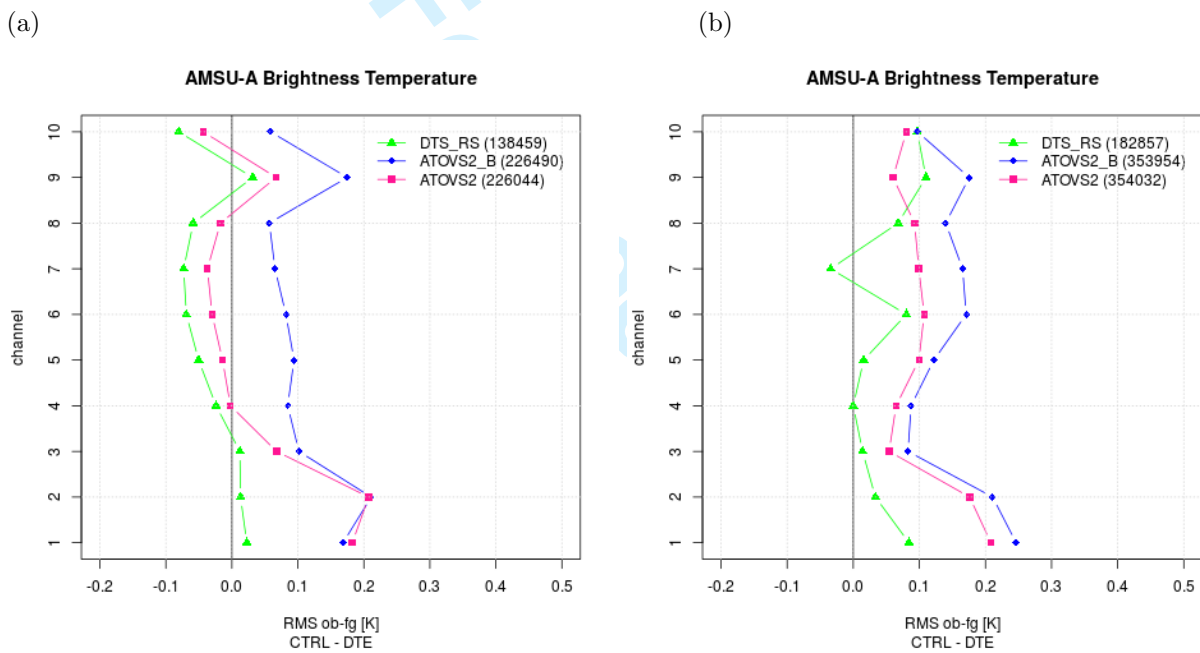 (a)
AMSU-A Brightness Temperature
DTS_RS (138459)
ATOVS2_B (226490)
ATOVS2 (226044)
channel
10
9
8
7
6
5
4
3
2
1
-0.2 -0.1 0.0 0.1 0.2 0.3 0.4 0.5
RMS ob-fg [K]
CTRL - DTE
(b)
AMSU-A Brightness Temperature
DTS_RS (182857)
ATOVS2_B (353954)
ATOVS2 (354032)
channel
10
9
8
7
6
5
4
3
2
1
-0.2 -0.1 0.0 0.1 0.2 0.3 0.4 0.5
RMS ob-fg [K]
CTRL - DTE